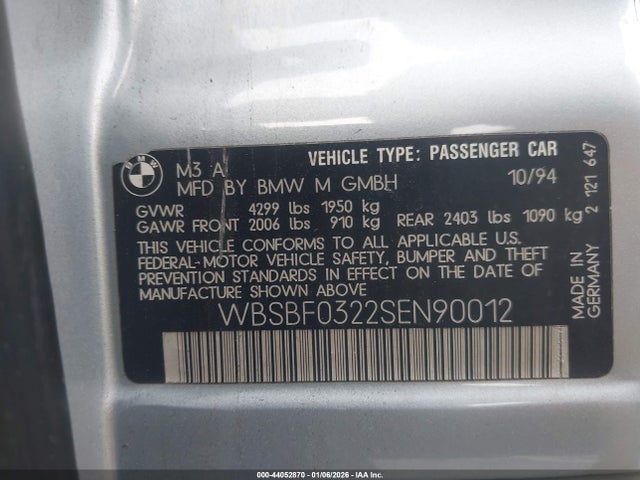 BMW
M3 A
VEHICLE TYPE: PASSENGER CAR
MFD BY BMW M GMBH 10/94
GVWR 4299 lbs 1950 kg
GAWR FRONT 2006 lbs 910 kg REAR 2403 lbs 1090 kg
THIS VEHICLE CONFORMS TO ALL APPLICABLE U.S.
FEDERAL-MOTOR VEHICLE SAFETY, BUMPER AND THEFT
PREVENTION STANDARDS IN EFFECT ON THE DATE OF
MANUFACTURE SHOWN ABOVE
WBSBF0322SEN90012
MADE IN
GERMANY 2 121 647
000-44052870 | 01/06/2026 - IAA Inc.